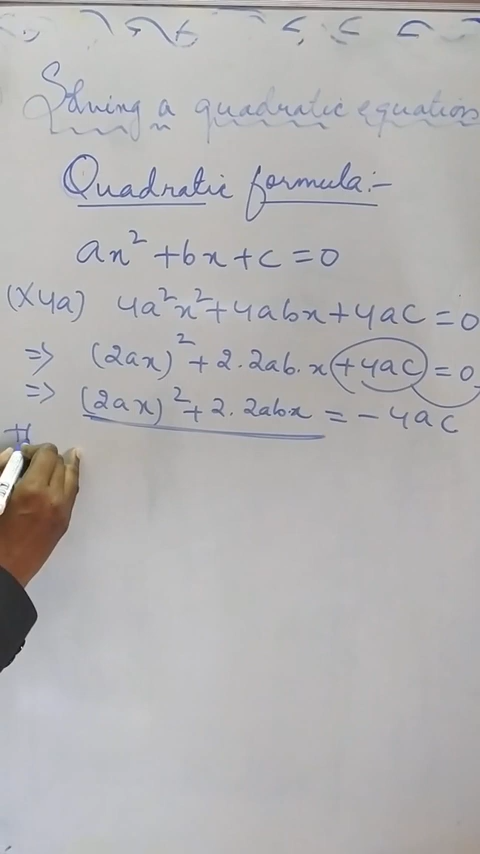 Solving a quadratic equation
Quadratic formula:-
ax² + bx + c = 0
(X4a) 4a²x² + 4abx + 4ac = 0
=> (2ax)² + 2.2ab.x + 4ac = 0
=> (2ax)² + 2.2abx = - 4ac